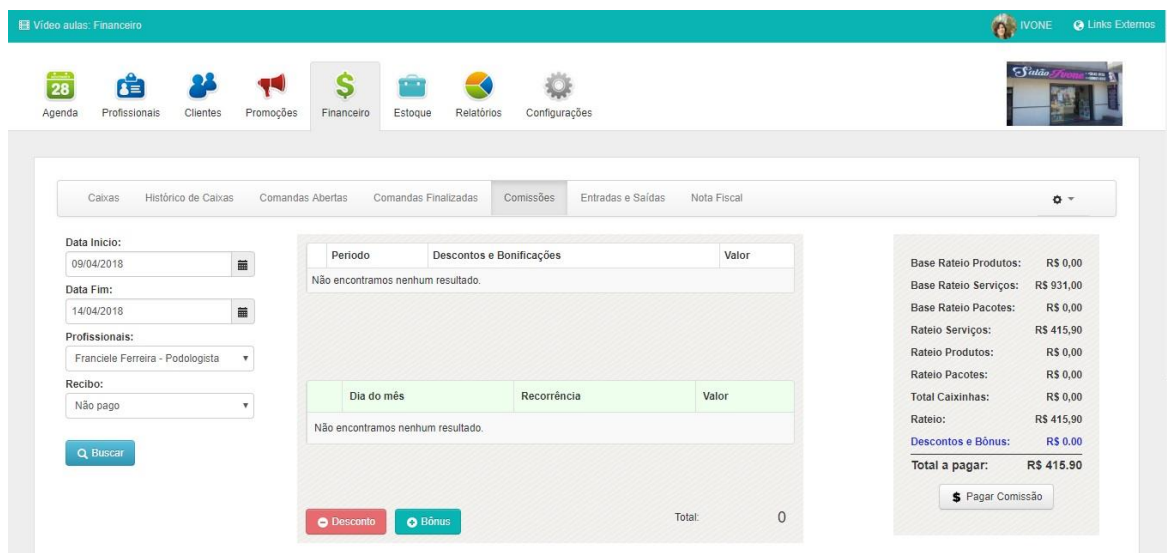 Vídeo aulas: Financeiro
IVONE
Links Externos
28
Agenda
Profissionais
Clientes
Promoções
Financeiro
Estoque
Relatórios
Configurações
Salão Ivone
Caixas
Histórico de Caixas
Comandas Abertas
Comandas Finalizadas
Comissões
Entradas e Saídas
Nota Fiscal
Data Inicio:
09/04/2018
Data Fim:
14/04/2018
Profissionais:
Franciele Ferreira - Podologista
Recibo:
Não pago
Buscar
Periodo Descontos e Bonificações Valor
Não encontramos nenhum resultado.
Dia do mês Recorrência Valor
Não encontramos nenhum resultado.
Desconto
Bônus
Total: 0
Base Rateio Produtos: R$ 0,00
Base Rateio Serviços: R$ 931,00
Base Rateio Pacotes: R$ 0,00
Rateio Serviços: R$ 415,90
Rateio Produtos: R$ 0,00
Rateio Pacotes: R$ 0,00
Total Caixinhas: R$ 0,00
Rateio: R$ 415,90
Descontos e Bônus: R$ 0.00
Total a pagar: R$ 415.90
Pagar Comissão